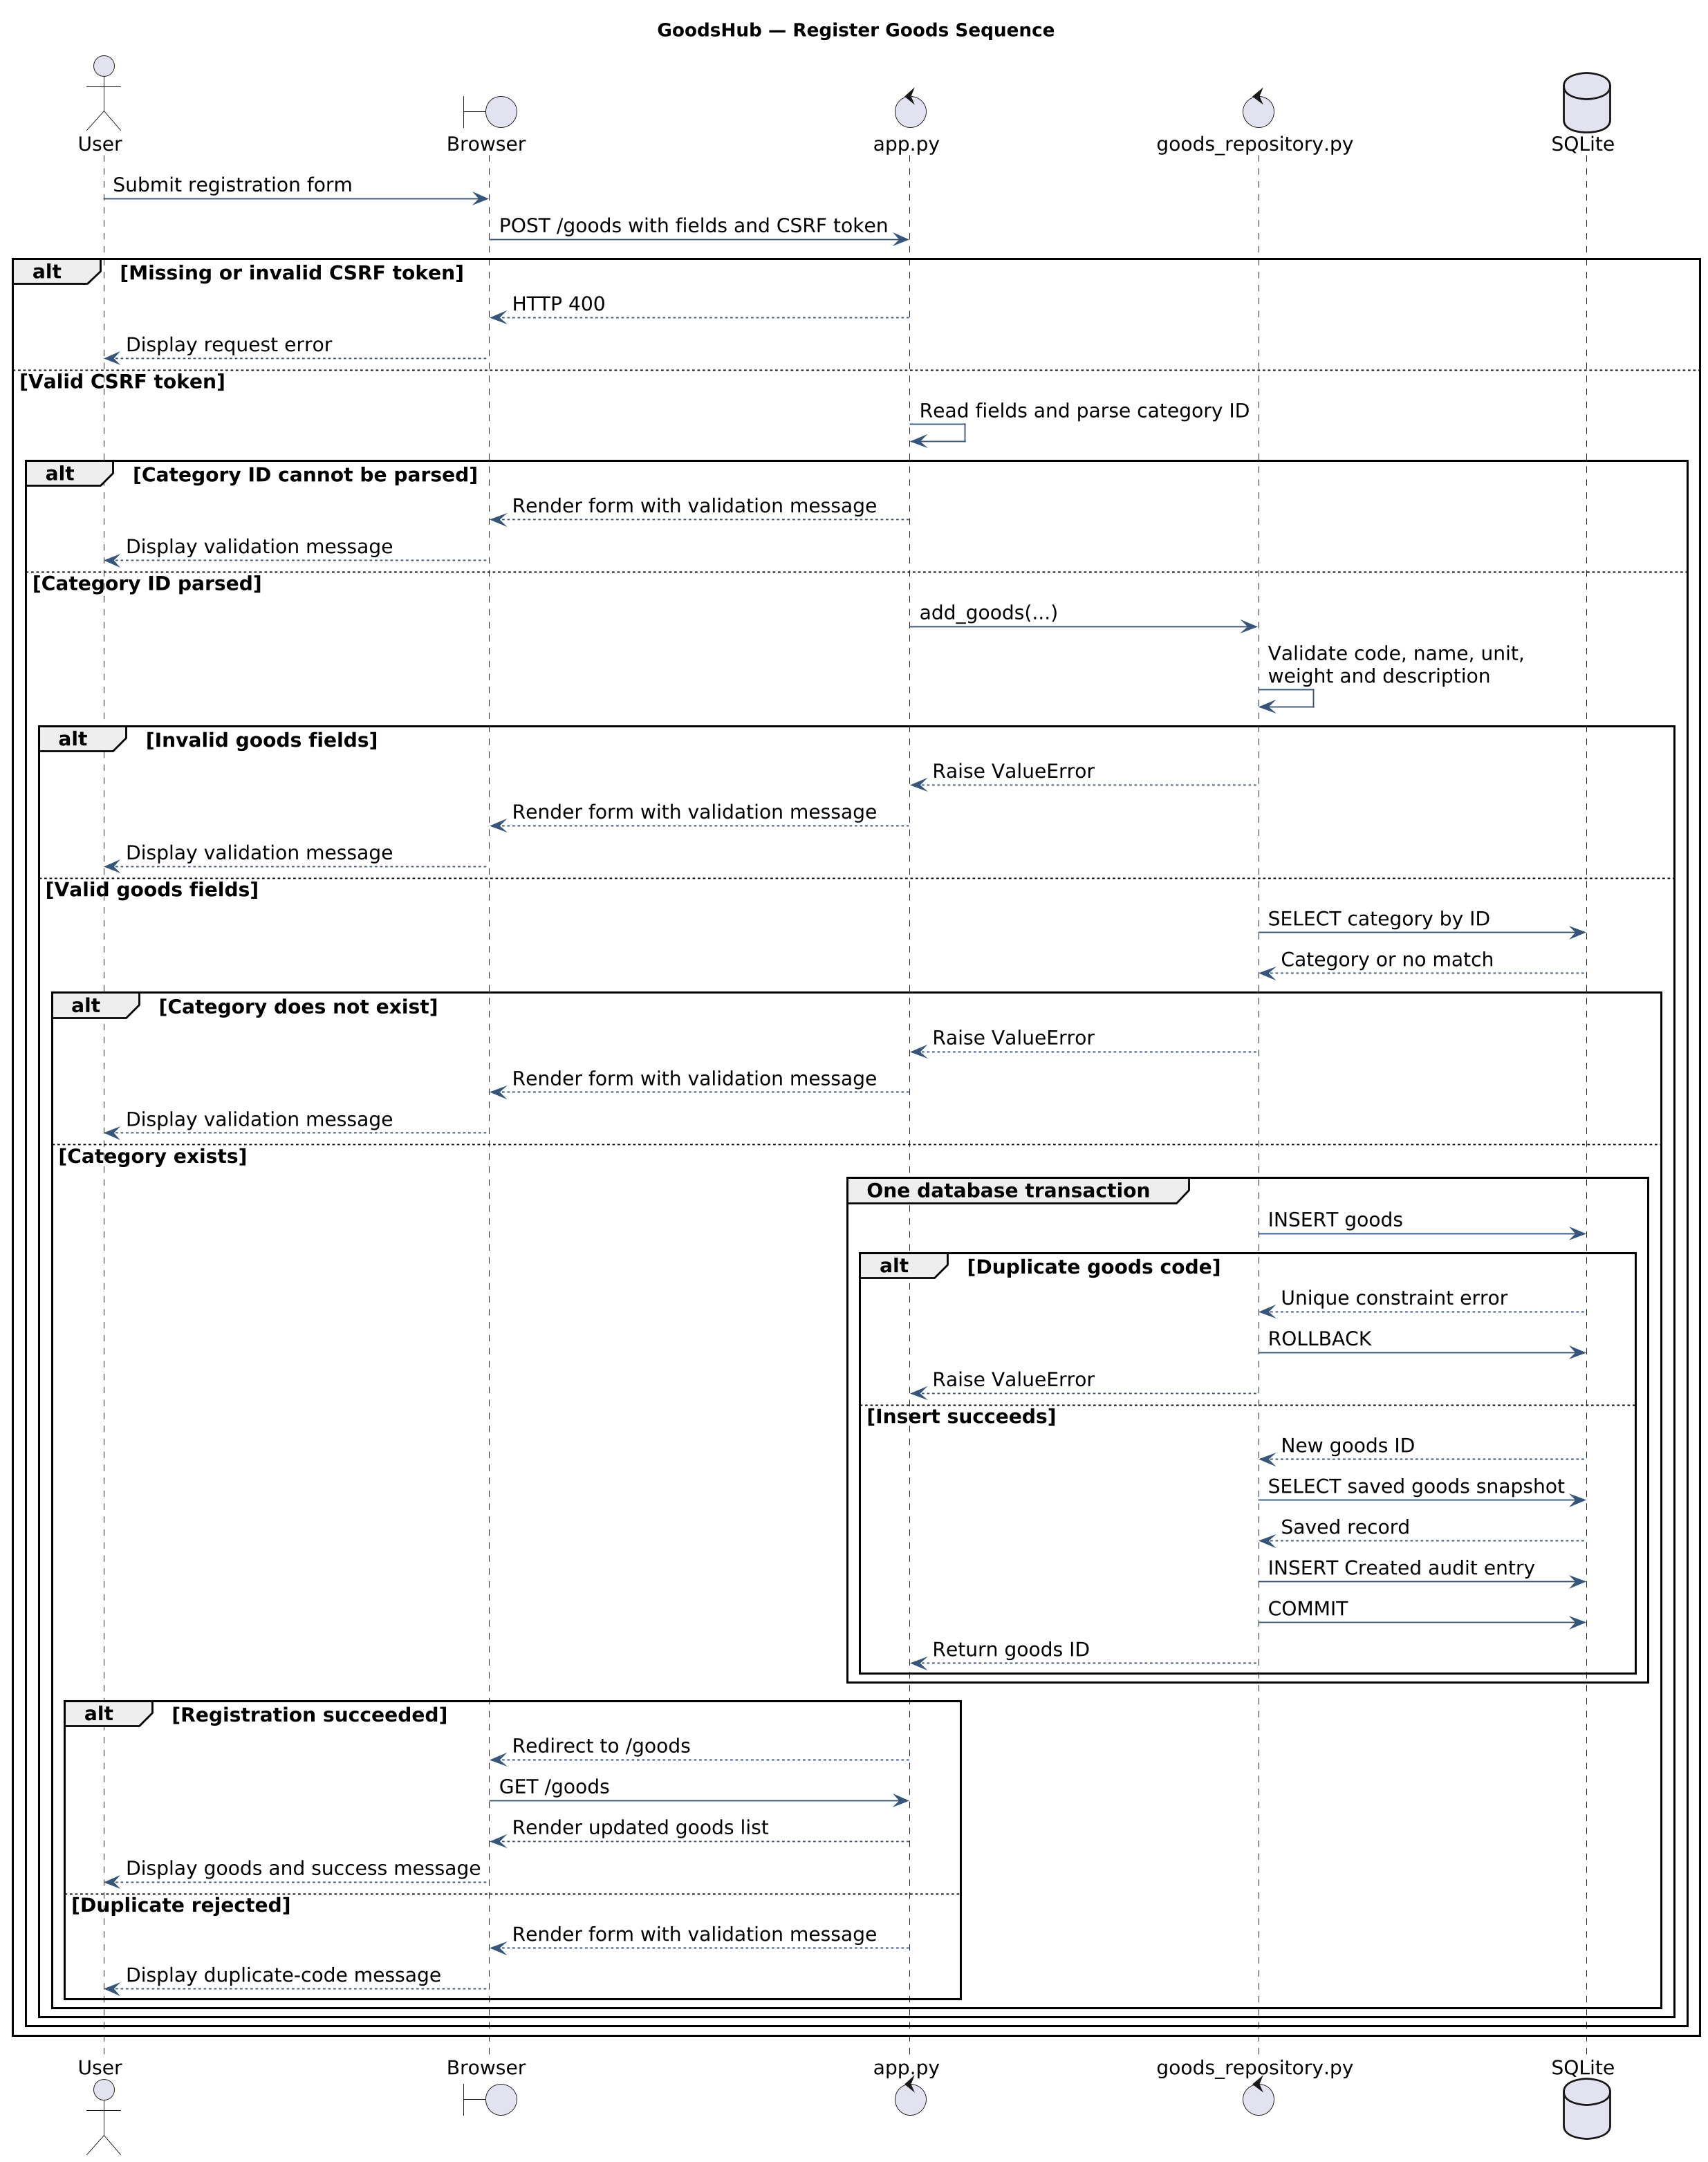 GoodsHub — Register Goods Sequence
User
Browser
app.py
goods_repository.py
SQLite
Submit registration form
POST /goods with fields and CSRF token
alt
[Missing or invalid CSRF token]
HTTP 400
Display request error
[Valid CSRF token]
Read fields and parse category ID
alt
[Category ID cannot be parsed]
Render form with validation message
Display validation message
[Category ID parsed]
add_goods(...)
Validate code, name, unit,
weight and description
alt
[Invalid goods fields]
Raise ValueError
Render form with validation message
Display validation message
[Valid goods fields]
SELECT category by ID
Category or no match
alt
[Category does not exist]
Raise ValueError
Render form with validation message
Display validation message
[Category exists]
One database transaction
INSERT goods
alt
[Duplicate goods code]
Unique constraint error
ROLLBACK
Raise ValueError
[Insert succeeds]
New goods ID
SELECT saved goods snapshot
Saved record
INSERT Created audit entry
COMMIT
Return goods ID
alt
[Registration succeeded]
Redirect to /goods
GET /goods
Render updated goods list
Display goods and success message
[Duplicate rejected]
Render form with validation message
Display duplicate-code message
User
Browser
app.py
goods_repository.py
SQLite